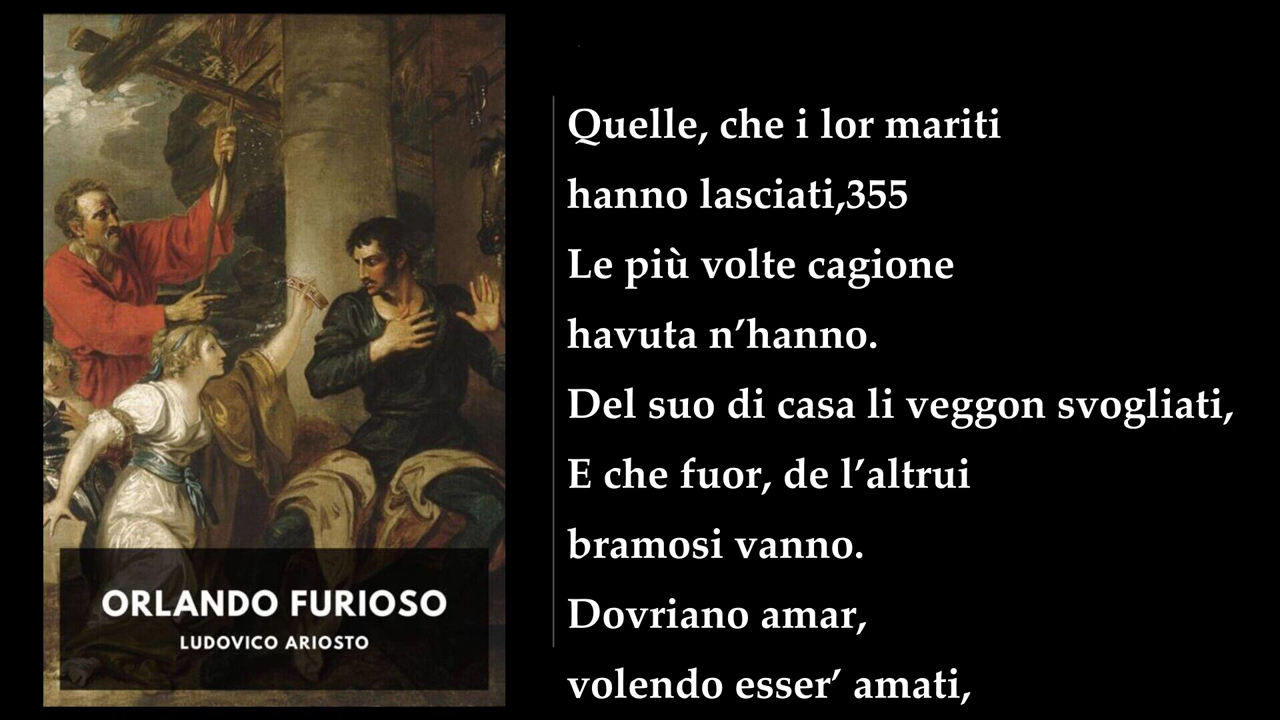 ORLANDO FURIOSO
LUDOVICO ARIOSTO
Quelle, che i lor mariti
hanno lasciati,355
Le più volte cagione
havuta n’hanno.
Del suo di casa li veggon svogliati,
E che fuor, de l’altrui
bramosi vanno.
Dovriano amar,
volendo esser’ amati,